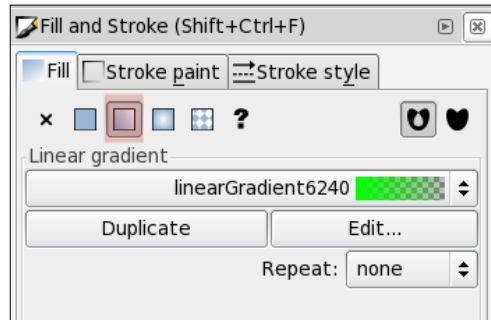 Fill and Stroke (Shift+Ctrl+F)
Fill Stroke paint Stroke style
×  ?
Linear gradient
linearGradient6240
Duplicate Edit...
Repeat: none